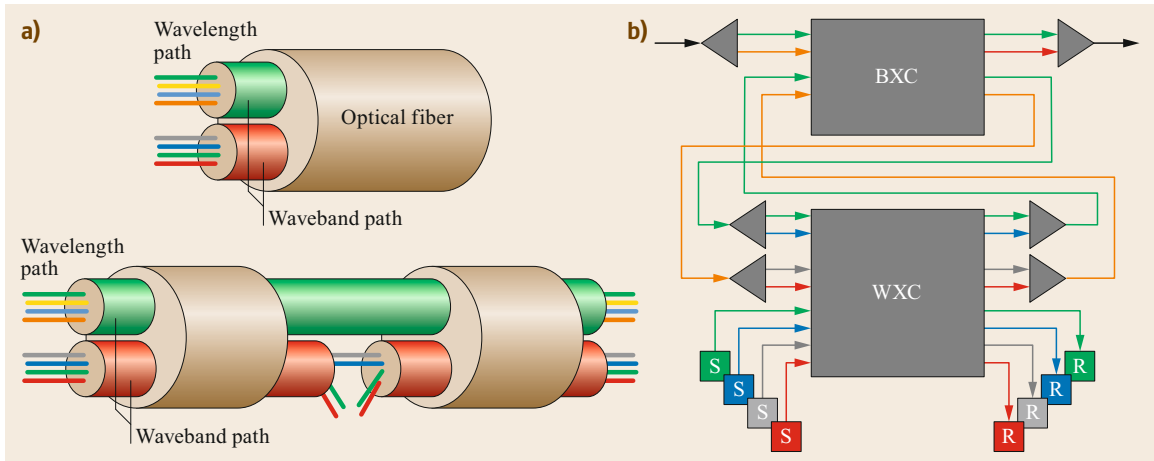 a)
Wavelength
path
Optical fiber
Waveband path
Wavelength
path
Waveband path
b)
BXC
WXC
S
S
S
S
R
R
R
R